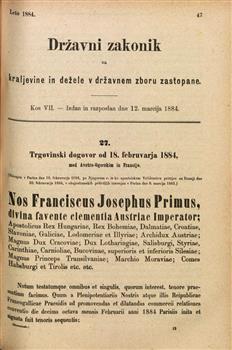 Leto 1884. 47
Državni zakonik
za
kraljevine in dežele v državnem zboru zastopane.
Kos VII. — Izdan in razposlan dne 12. marcija 1884.
27.
Trgovinski dogovor od 18. februvarja 1884,
med Avstro-Ogerskim in Francijo.
Nos Franciscus Josephus Primus,
divina favente clementia Austriae Imperator;
Apostolicus Rex Hungariae, Rex Bohemiae, Dalmatiae, Croatiae,
Slavoniae, Galiciae, Lodomeriae et Illyriae; Archidux Austriae;
Magnus Dux Cracoviae; Dux Lotharingiae, Salisburgi, Styriae,
Carinthiae, Carnioliae, Bucovinae, superioris et inferioris Silesiae;
Magnus Princeps Transilvaniae; Marchio Moraviae; Comes
Habsburgi et Tirolis etc. etc.
Notum testatumque omnibus et singulis, quorum interest, tenore prae-
sentium facimus. Quum a Plenipotentiariis Nostris atque illis Reipublicae
Francogallicae Praesidis ad promovendas et dilatandas commercii relationes
conventio die decima octava mensis Februarii anni 1884 Parisiis inita et
signata fuit tenoris sequentis: